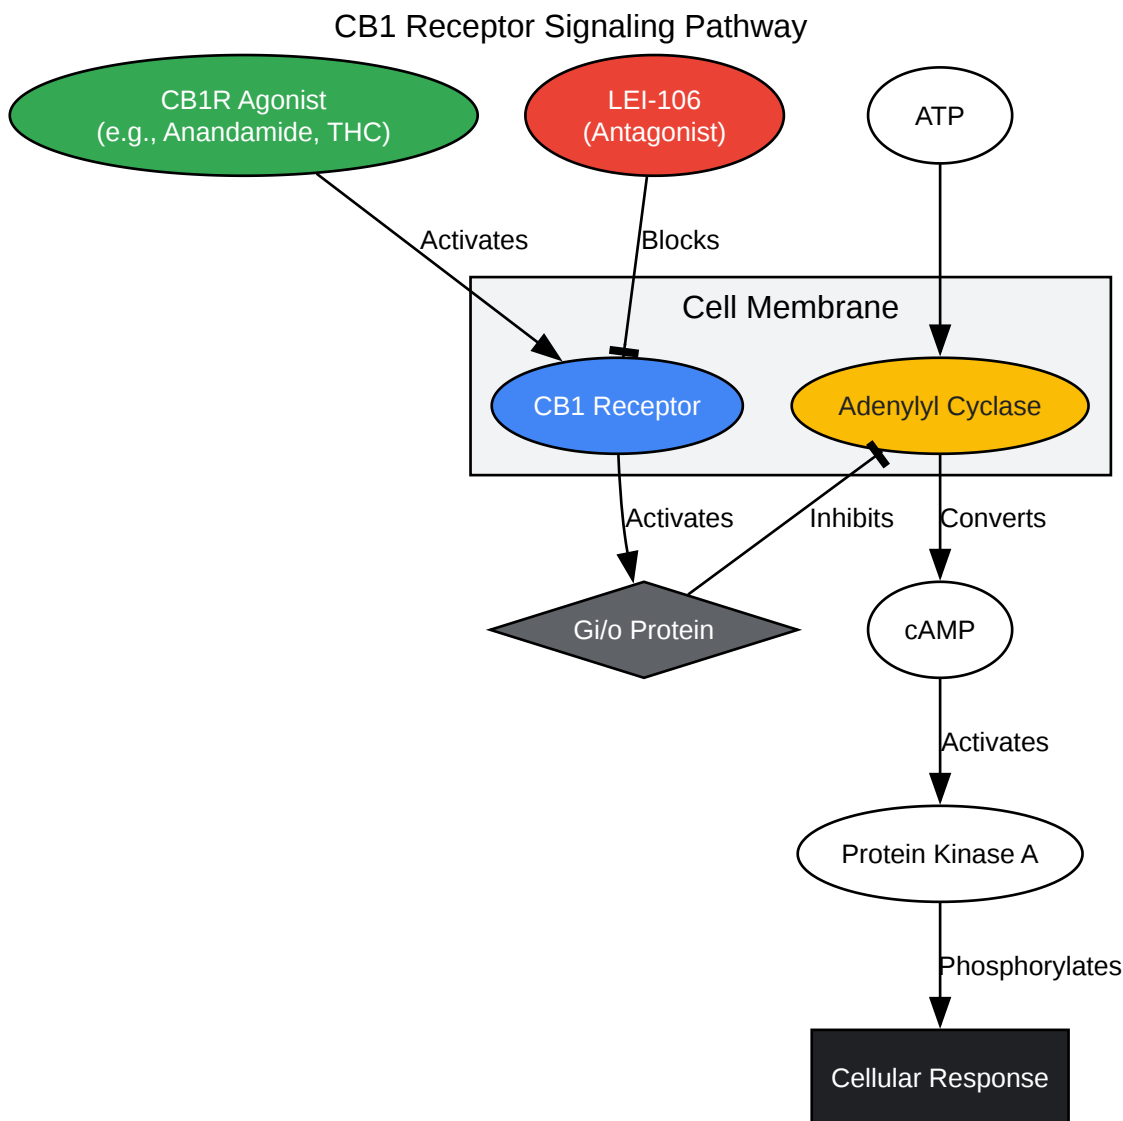 CB1 Receptor Signaling Pathway
CB1R Agonist
(e.g., Anandamide, THC)
LEI-106
(Antagonist)
ATP
Activates
Blocks
Cell Membrane
CB1 Receptor
Adenylyl Cyclase
Activates
Inhibits
Converts
Gi/o Protein
cAMP
Activates
Protein Kinase A
Phosphorylates
Cellular Response